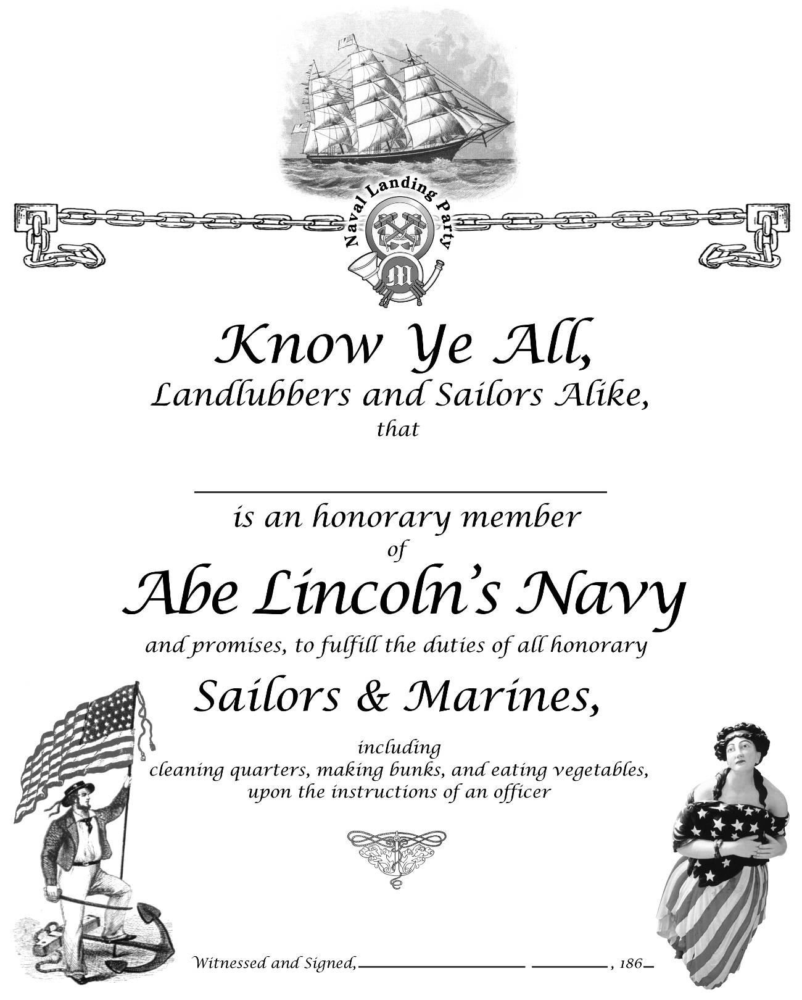 Naval Landing Party
M
Know Ye All,
Landlubbers and Sailors Alike,
that
is an honorary member
of
Abe Lincoln's Navy
and promises, to fulfill the duties of all honorary
Sailors & Marines,
including
cleaning quarters, making bunks, and eating vegetables,
upon the instructions of an officer
Witnessed and Signed, , 186